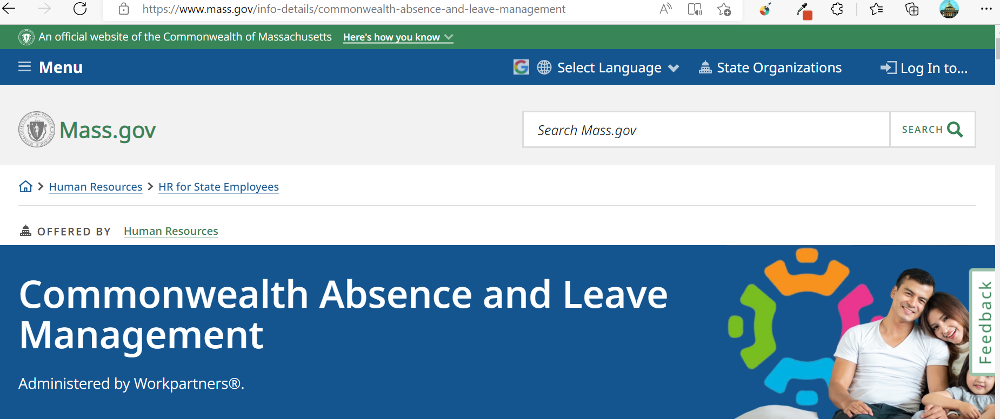 https://www.mass.gov/info-details/commonwealth-absence-and-leave-management
An official website of the Commonwealth of Massachusetts Here's how you know
Menu Select Language State Organizations Log In to...
Mass.gov Search Mass.gov SEARCH
Human Resources HR for State Employees
OFFERED BY Human Resources
Commonwealth Absence and Leave
Management
Administered by Workpartners®.
Feedback